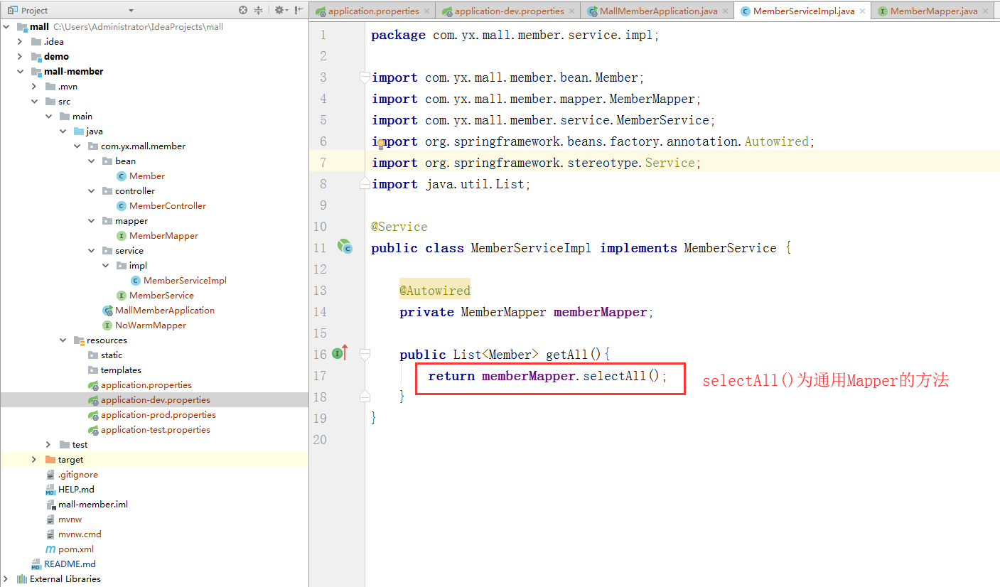 Project
mall C:\Users\Administrator\IdeaProjects\mall
.idea
demo
mall-member
.mvn
src
main
java
com.yx.mall.member
bean
Member
controller
MemberController
mapper
MemberMapper
service
impl
MemberServiceImpl
MemberService
MallMemberApplication
NoWarmMapper
resources
static
templates
application.properties
application-dev.properties
application-prod.properties
application-test.properties
test
target
.gitignore
HELP.md
mall-member.iml
mvnw
mvnw.cmd
pom.xml
README.md
External Libraries
application.properties application-dev.properties MallMemberApplication.java MemberServiceImpl.java MemberMapper.java
1 package com.yx.mall.member.service.impl;
2
3 import com.yx.mall.member.bean.Member;
4 import com.yx.mall.member.mapper.MemberMapper;
5 import com.yx.mall.member.service.MemberService;
6 import org.springframework.beans.factory.annotation.Autowired;
7 import org.springframework.stereotype.Service;
8 import java.util.List;
9
10 @Service
11 public class MemberServiceImpl implements MemberService {
12
13 @Autowired
14 private MemberMapper memberMapper;
15
16 public List<Member> getAll(){
17 return memberMapper.selectAll(); selectAll()为通用Mapper的方法
18 }
19 }
20